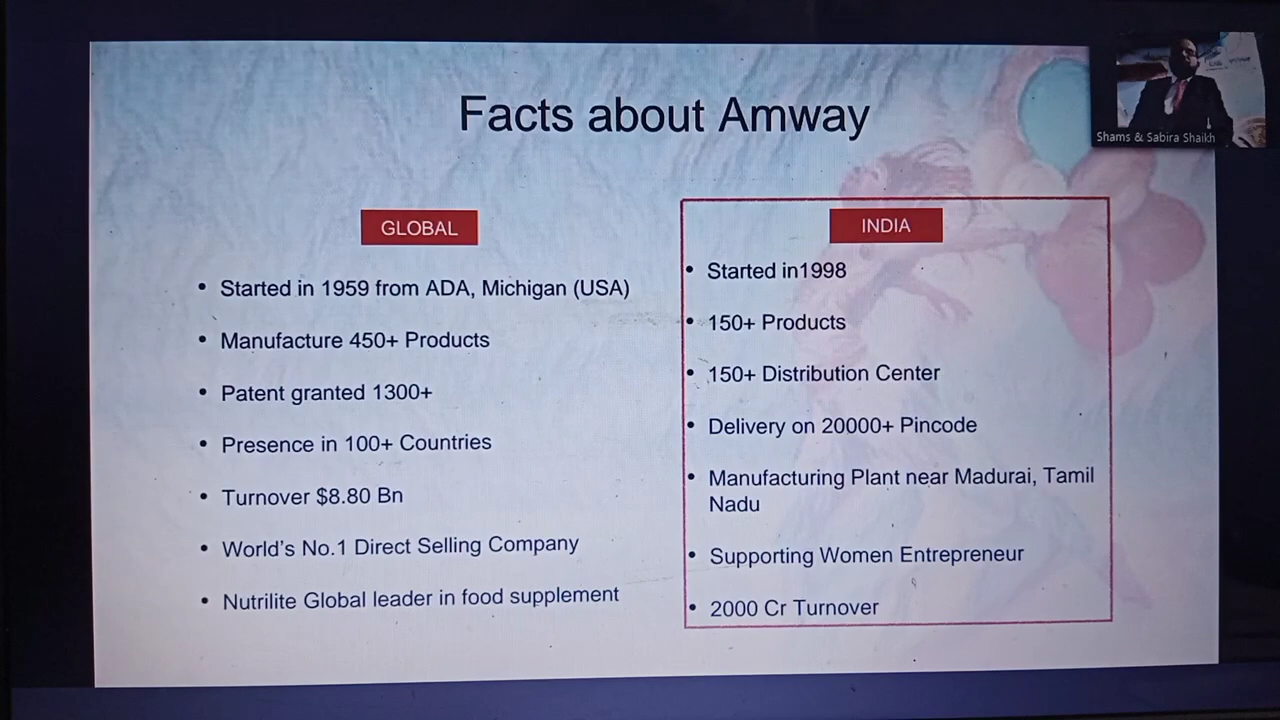 Facts about Amway
Shams & Sabira Shaikh
GLOBAL
• Started in 1959 from ADA, Michigan (USA)
• Manufacture 450+ Products
• Patent granted 1300+
• Presence in 100+ Countries
• Turnover $8.80 Bn
• World's No.1 Direct Selling Company
• Nutrilite Global leader in food supplement
INDIA
• Started in1998
• 150+ Products
• 150+ Distribution Center
• Delivery on 20000+ Pincode
• Manufacturing Plant near Madurai, Tamil
Nadu
• Supporting Women Entrepreneur
• 2000 Cr Turnover